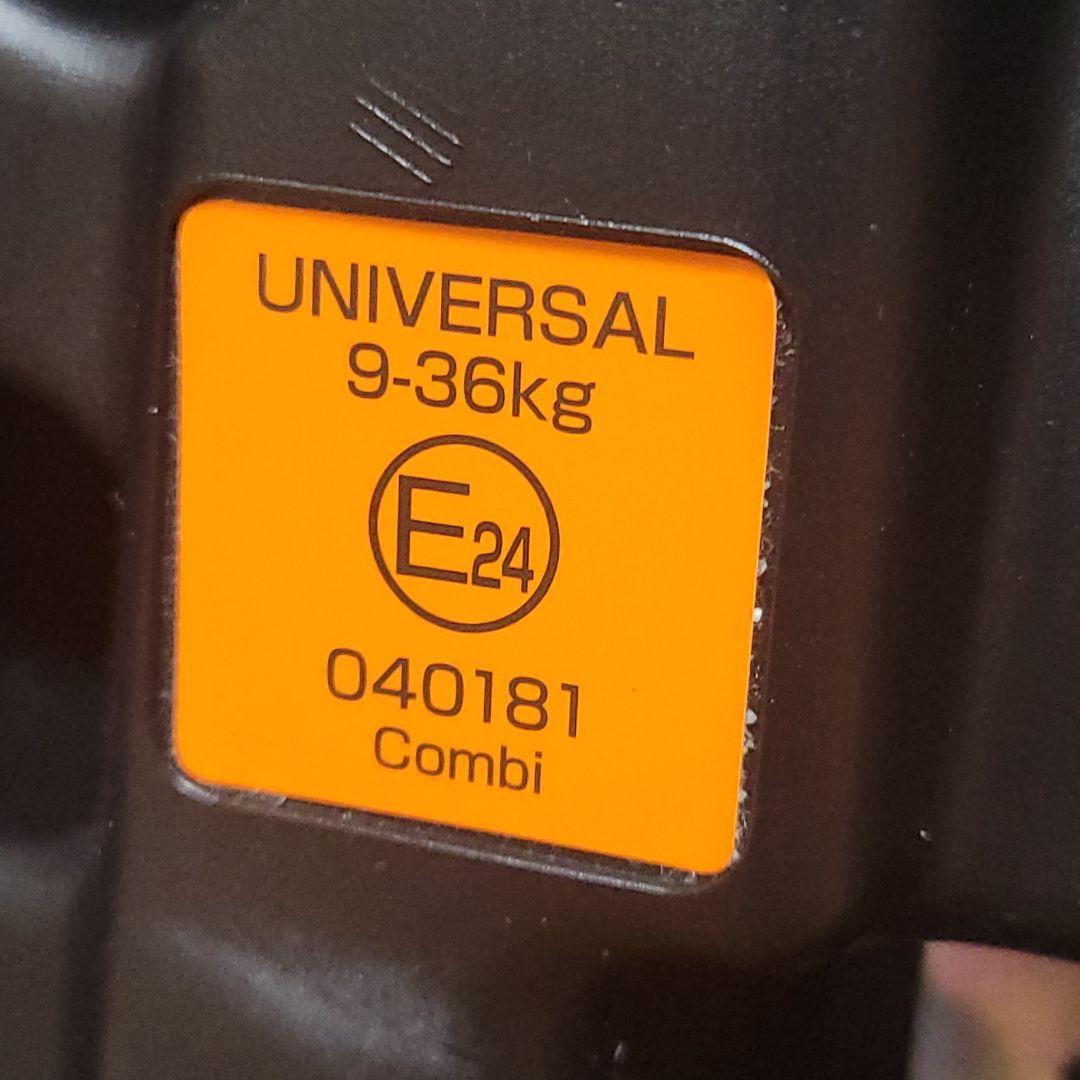 UNIVERSAL
9-36kg
E24
040181
Combi